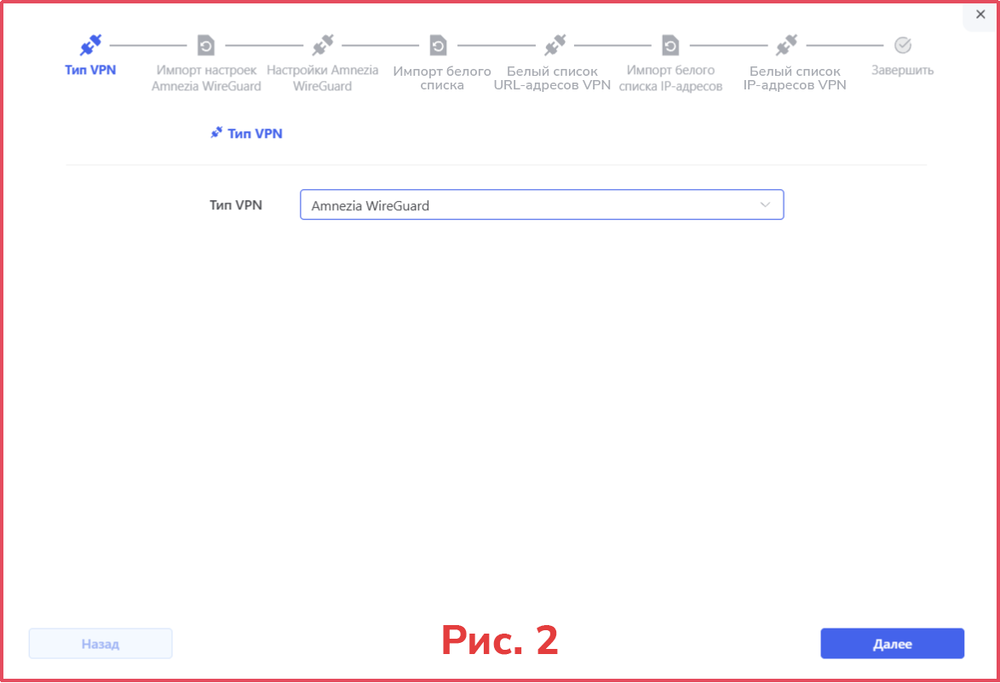 Тип VPN
Импорт настроек
Amnezia WireGuard
Настройки Amnezia
WireGuard
Импорт белого
списка
Белый список
URL-адресов VPN
Импорт белого
списка IP-адресов
Белый список
IP-адресов VPN
Завершить
Тип VPN
Тип VPN
Amnezia WireGuard
Назад
Рис. 2
Далее